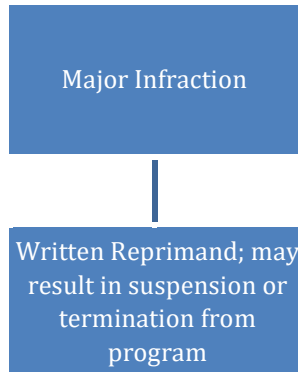 Major Infraction
Written Reprimand; may
result in suspension or
termination from
program